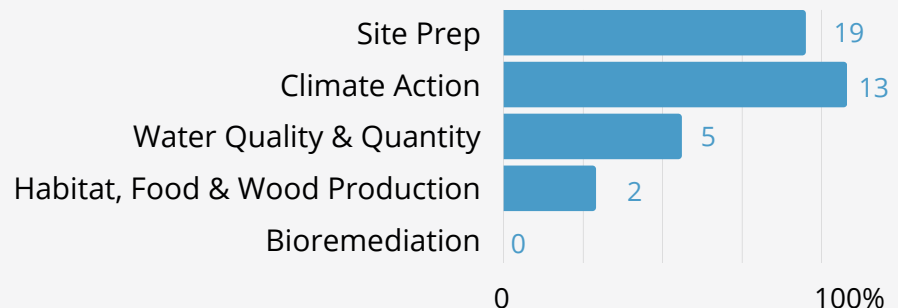 Site Prep 19
Climate Action 13
Water Quality & Quantity 5
Habitat, Food & Wood Production 2
Bioremediation 0
0 100%